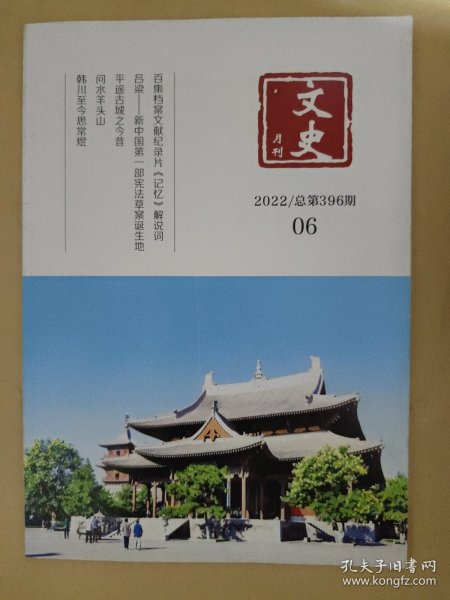 文史
月刊
2022/总第396期
06
百集档案文献纪录片《记忆》解说词
吕梁——新中国第一部宪法草案诞生地
平遥古城之今昔
问水羊头山
韩川至今思常煜
孔夫子旧书网
www.kongfz.com